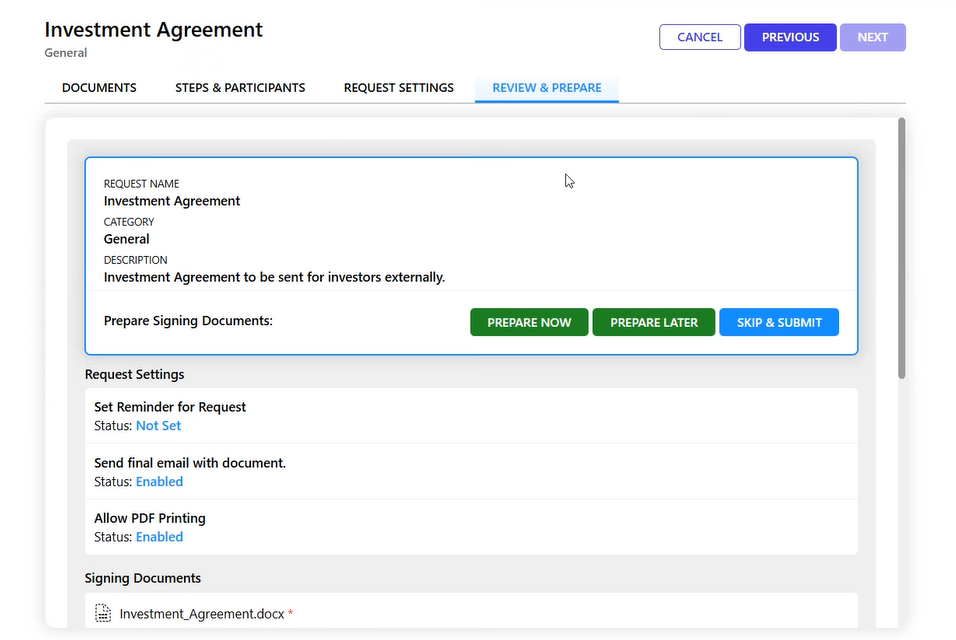 Investment Agreement
General
CANCEL PREVIOUS NEXT
DOCUMENTS STEPS & PARTICIPANTS REQUEST SETTINGS REVIEW & PREPARE
REQUEST NAME
Investment Agreement
CATEGORY
General
DESCRIPTION
Investment Agreement to be sent for investors externally.
Prepare Signing Documents: PREPARE NOW PREPARE LATER SKIP & SUBMIT
Request Settings
Set Reminder for Request
Status: Not Set
Send final email with document.
Status: Enabled
Allow PDF Printing
Status: Enabled
Signing Documents
Investment_Agreement.docx *